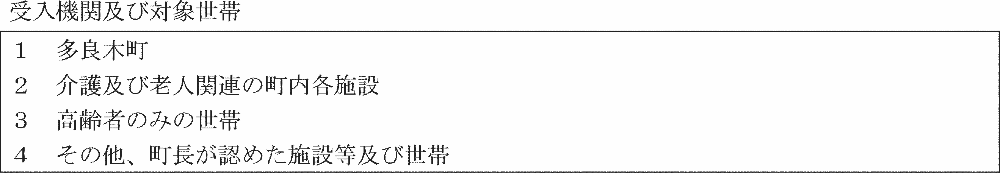 受入機関及び対象世帯
1　多良木町
2　介護及び老人関連の町内各施設
3　高齢者のみの世帯
4　その他、町長が認めた施設等及び世帯